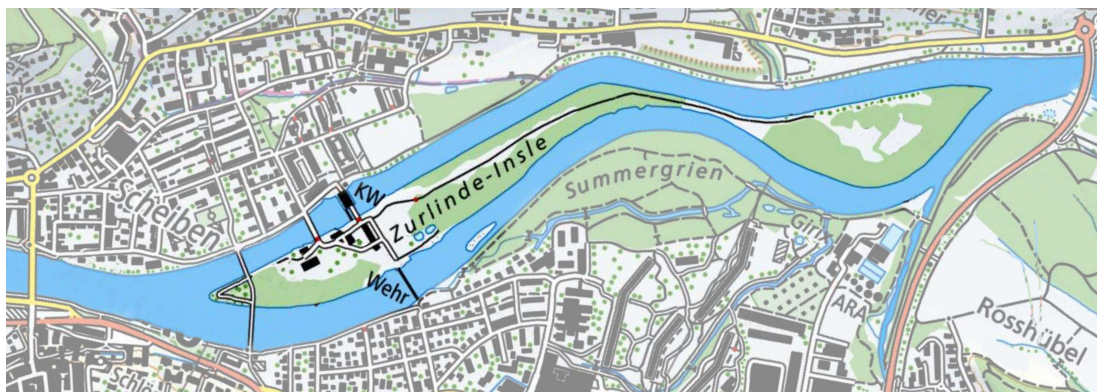 KW
Zurlinde-Insle
Summergrien
Scheiben
Giri
Wehr
ARA
Rosshübel